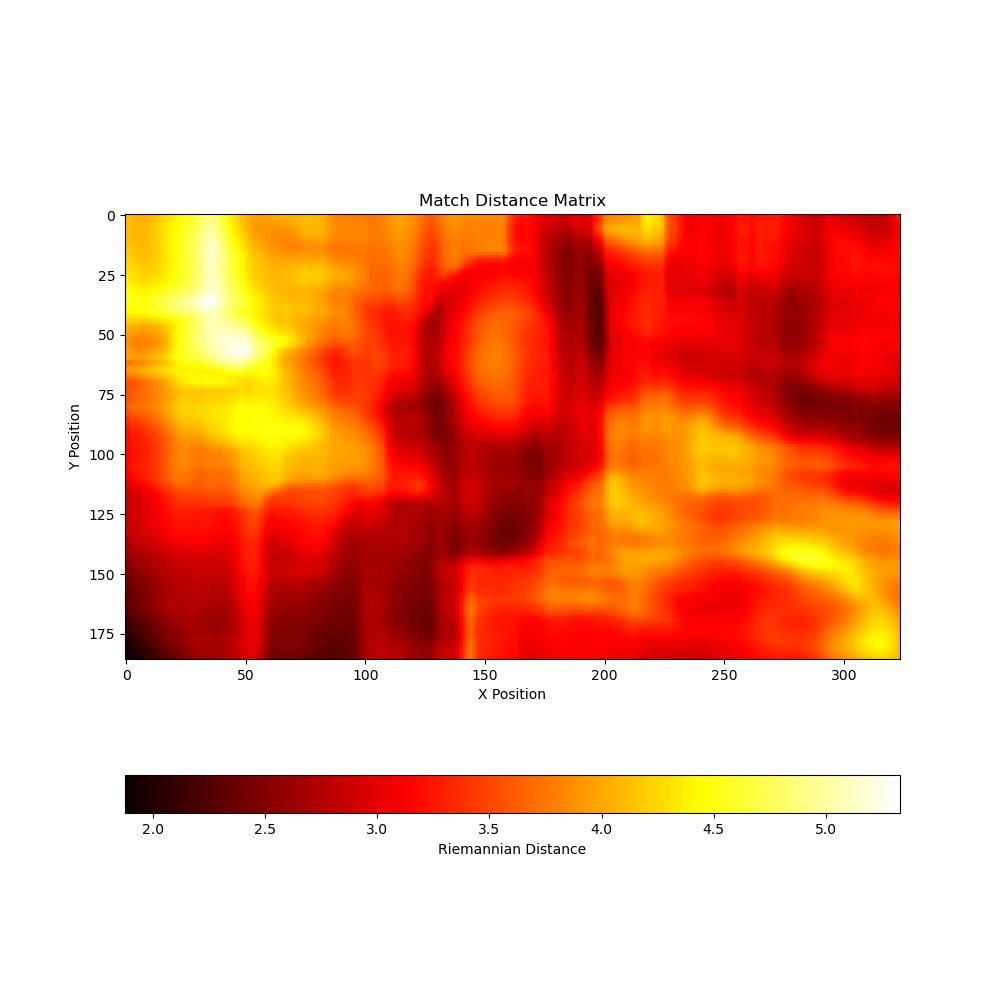 Match Distance Matrix
0
25
50
75
100
125
150
175
Y Position
0 50 100 150 200 250 300
X Position
2.0 2.5 3.0 3.5 4.0 4.5 5.0
Riemannian Distance